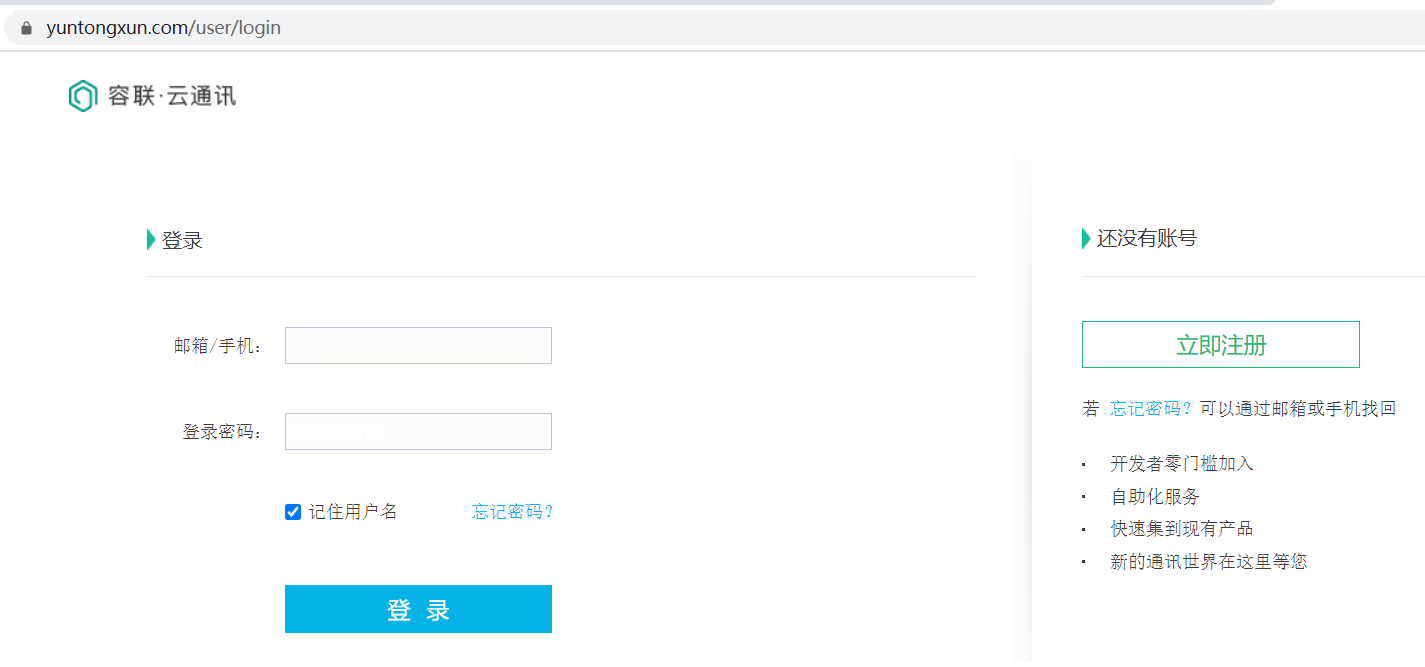 yuntongxun.com/user/login
容联·云通讯
登录
邮箱/手机：
登录密码：
记住用户名 忘记密码？
登 录
还没有账号
立即注册
若 忘记密码？可以通过邮箱或手机找回
· 开发者零门槛加入
· 自助化服务
· 快速集到现有产品
· 新的通讯世界在这里等您